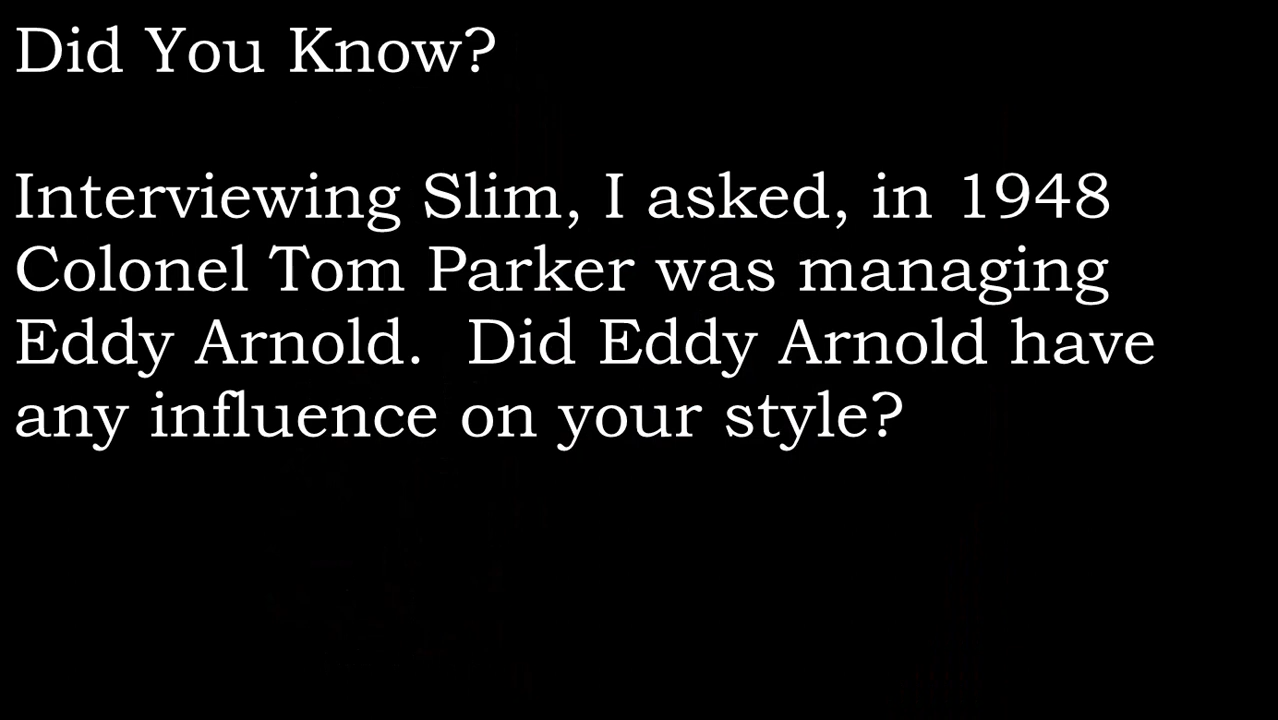 Did You Know?
Interviewing Slim, I asked, in 1948
Colonel Tom Parker was managing
Eddy Arnold.  Did Eddy Arnold have
any influence on your style?